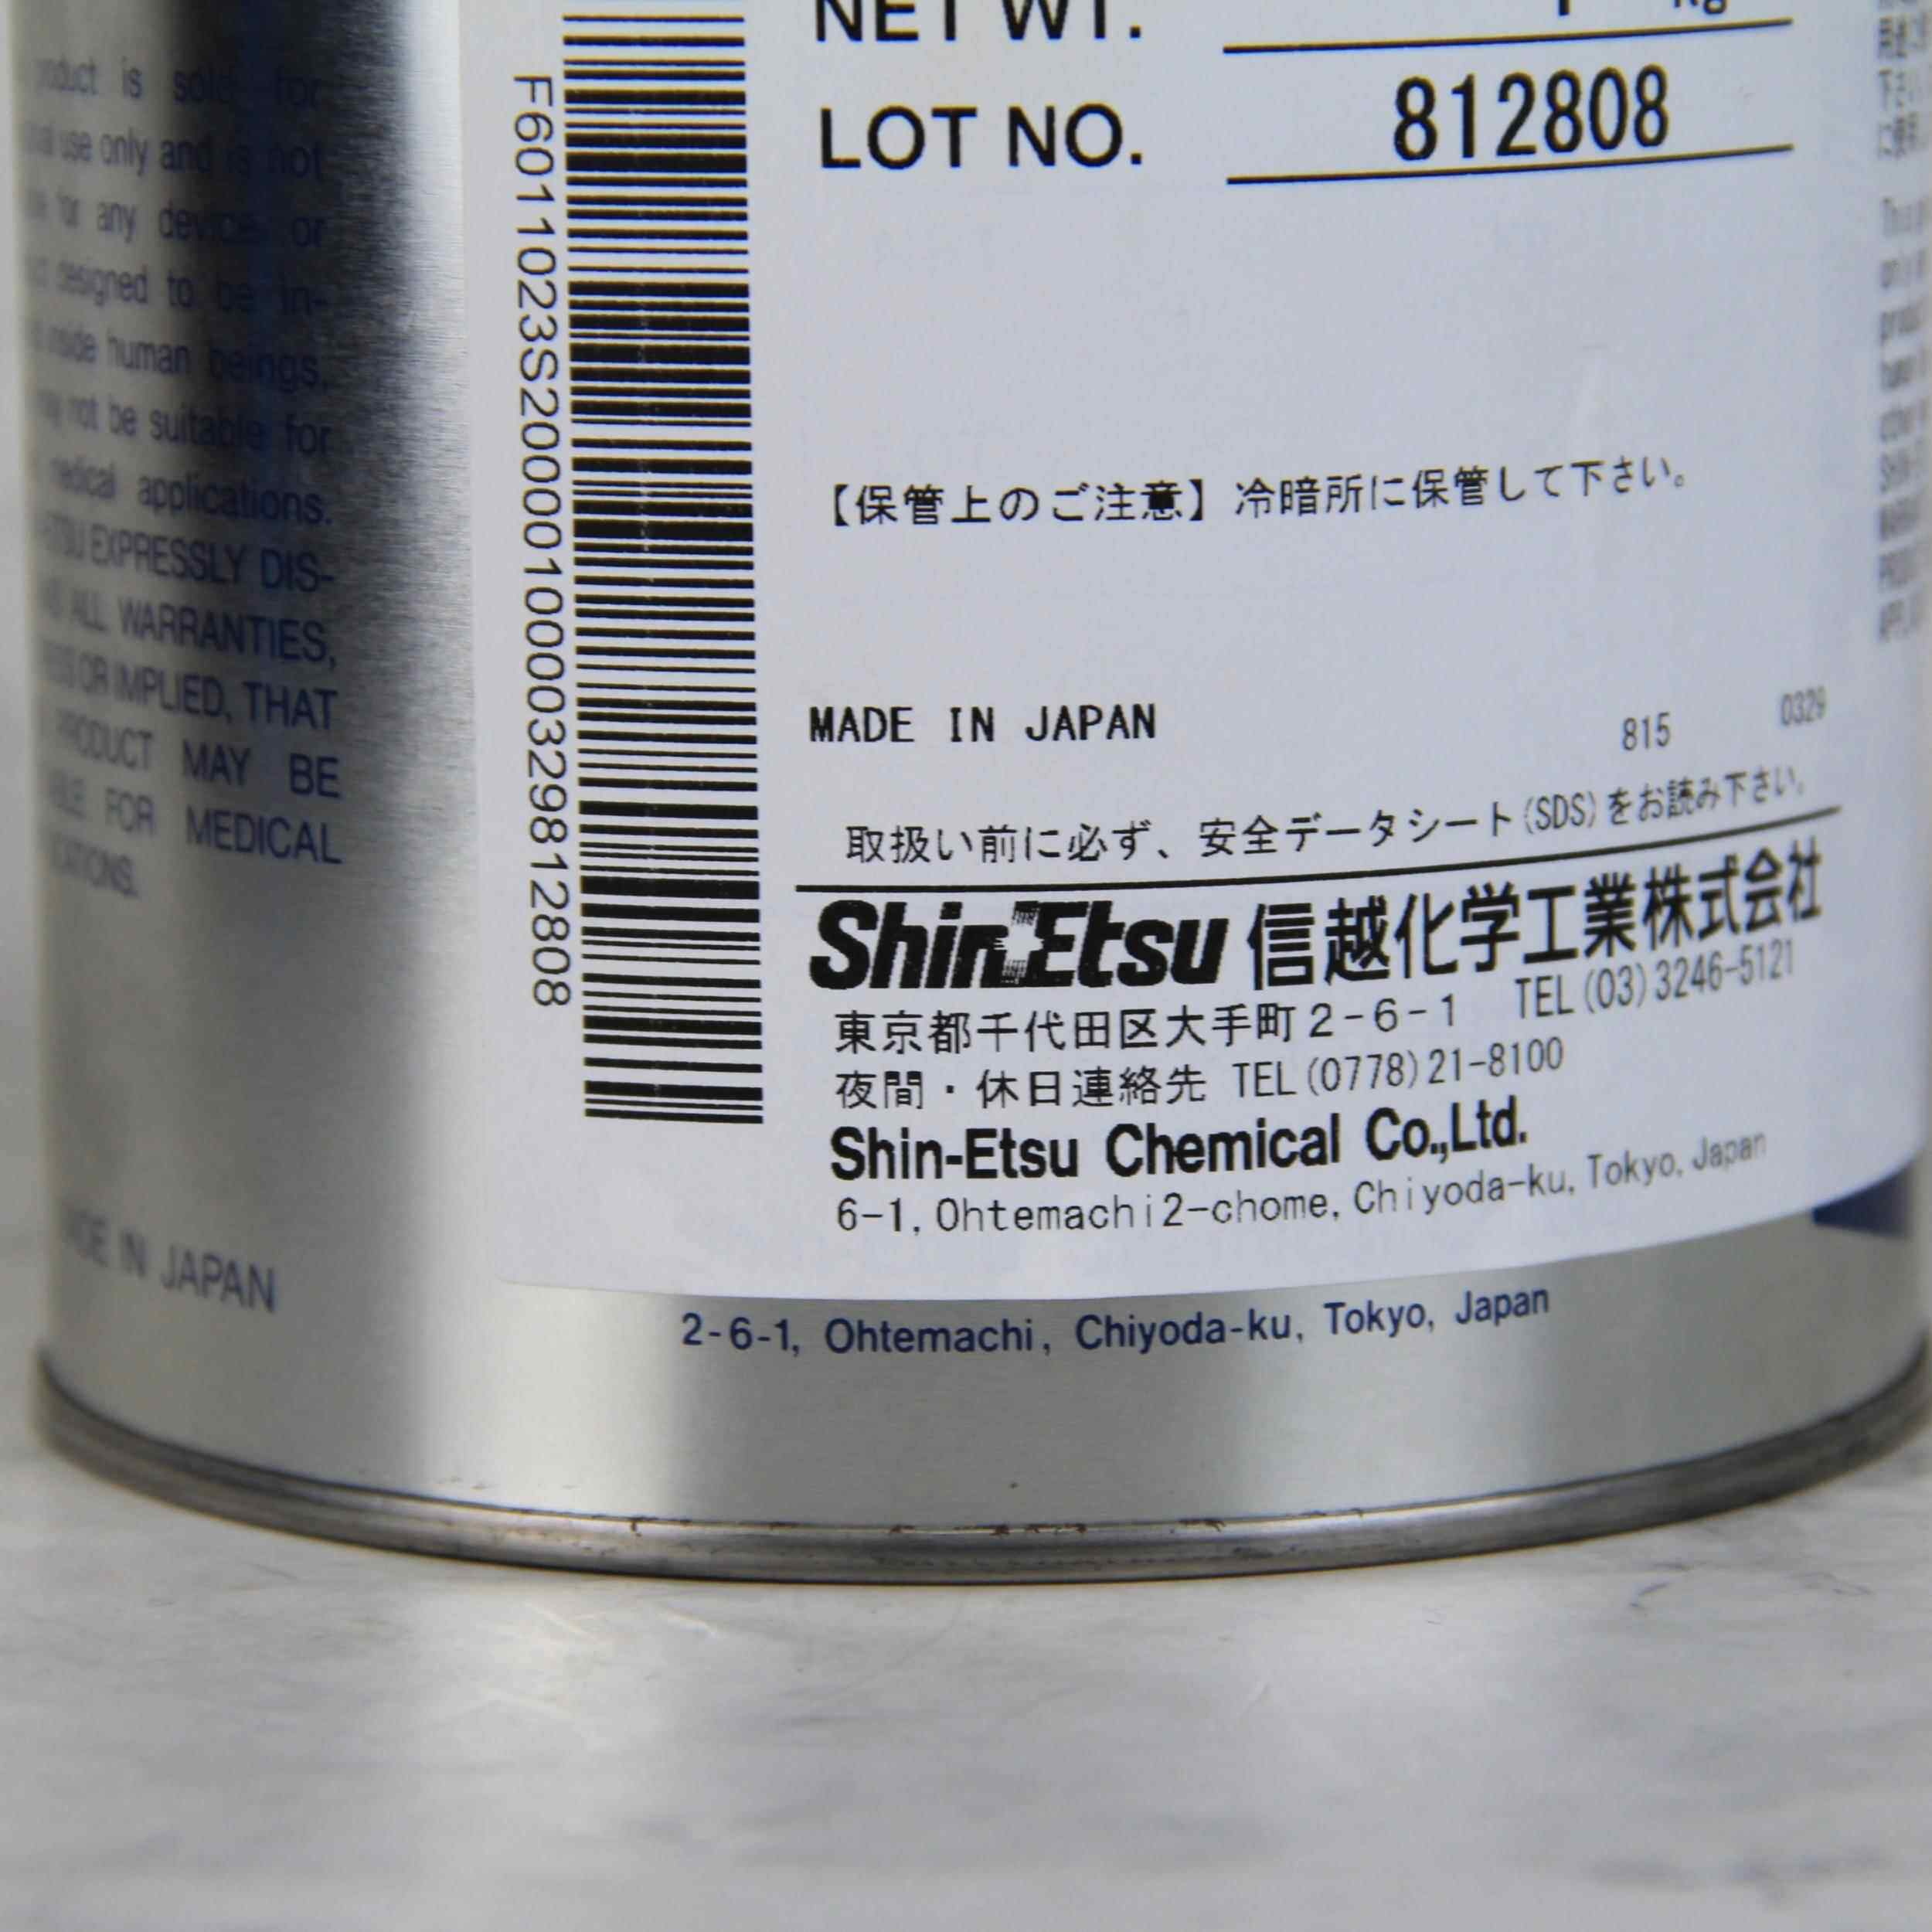 product is sold for
use only and is not
for any device or
designed to be in-
inside human beings,
may not be suitable for
medical applications.
EXPRESSLY DIS-
ALL WARRANTIES,
OR IMPLIED, THAT
PRODUCT MAY BE
FOR MEDICAL
MADE IN JAPAN
F6011023S2000010000329812808
NET WT. kg
LOT NO. 812808
【保管上のご注意】冷暗所に保管して下さい。
MADE IN JAPAN 815 0329
取扱い前に必ず、安全データシート(SDS)をお読み下さい。
ShinEtsu 信越化学工業株式会社
東京都千代田区大手町2-6-1 TEL(03)3246-5121
夜間・休日連絡先 TEL(0778)21-8100
Shin-Etsu Chemical Co.,Ltd.
6-1, Ohtemachi2-chome, Chiyoda-ku, Tokyo, Japan
2-6-1, Ohtemachi, Chiyoda-ku, Tokyo, Japan